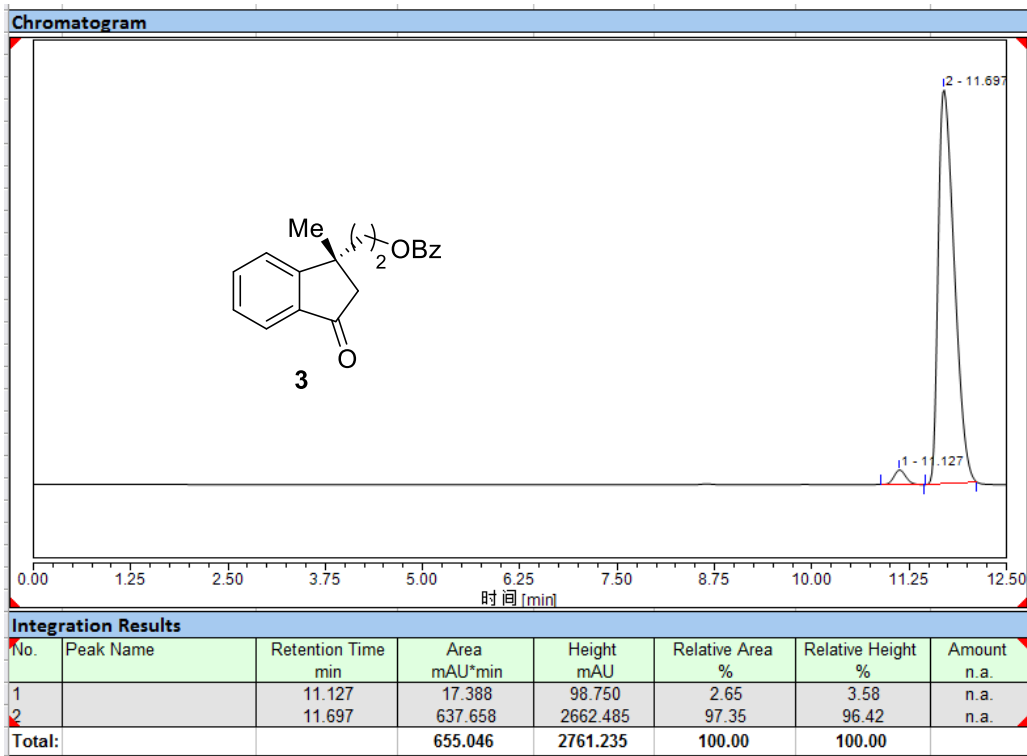 Chromatogram
2 - 11.697
Me
( )2
OBz
O
3
1 - 11.127
0.00 1.25 2.50 3.75 5.00 6.25 7.50 8.75 10.00 11.25 12.50
时间 [min]
Integration Results
No. Peak Name Retention Time Area Height Relative Area Relative Height Amount
min mAU*min mAU % % n.a.
1 11.127 17.388 98.750 2.65 3.58 n.a.
2 11.697 637.658 2662.485 97.35 96.42 n.a.
Total: 655.046 2761.235 100.00 100.00